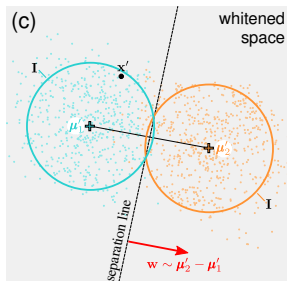 (c)
whitened
space
I
x′
μ′₁
μ′₂
I
separation line
w ∼ μ′₂ − μ′₁